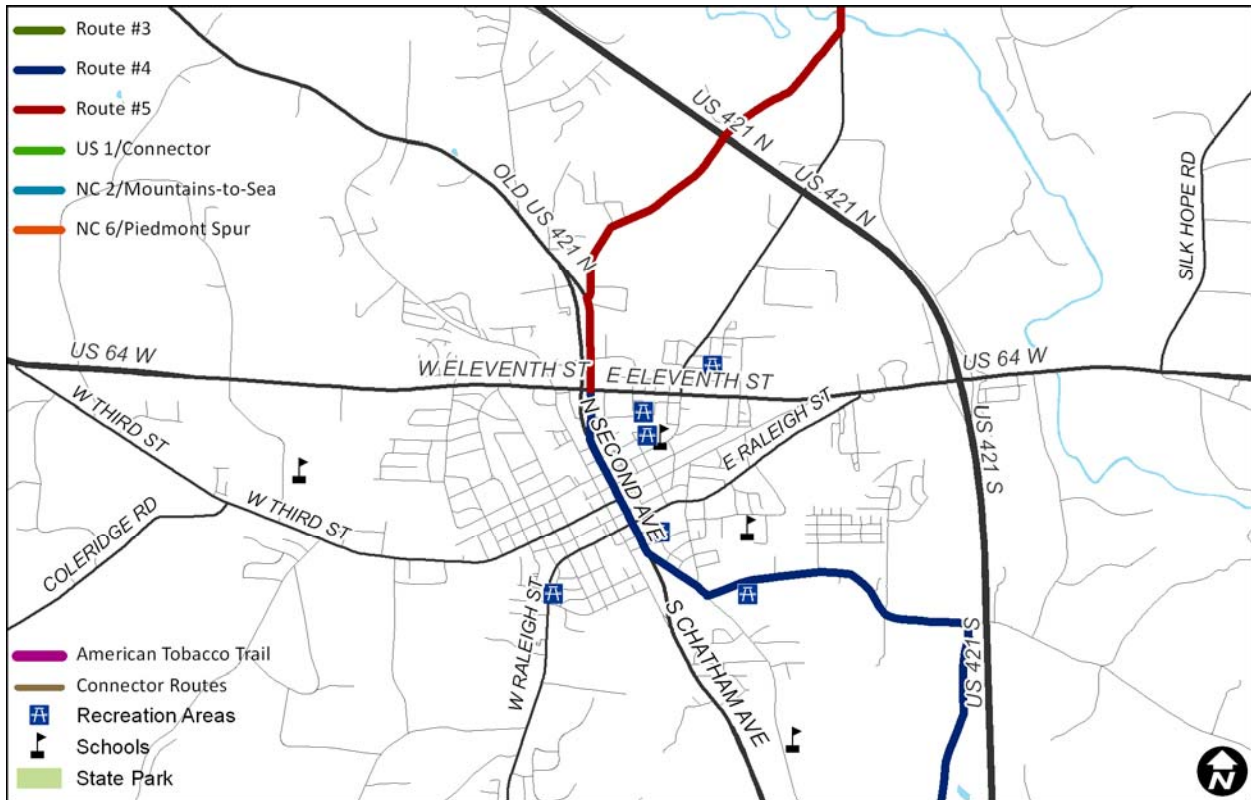 Route #3
Route #4
Route #5
US 1/Connector
NC 2/Mountains-to-Sea
NC 6/Piedmont Spur
US 421 N
US 421 N
OLD US 421 N
SILK HOPE RD
US 64 W
W ELEVENTH ST
E ELEVENTH ST
US 64 W
W THIRD ST
N SECOND AVE
E RALEIGH ST
US 421 S
W THIRD ST
COLERIDGE RD
W RALEIGH ST
S CHATHAM AVE
US 421 S
American Tobacco Trail
Connector Routes
Recreation Areas
Schools
State Park
N